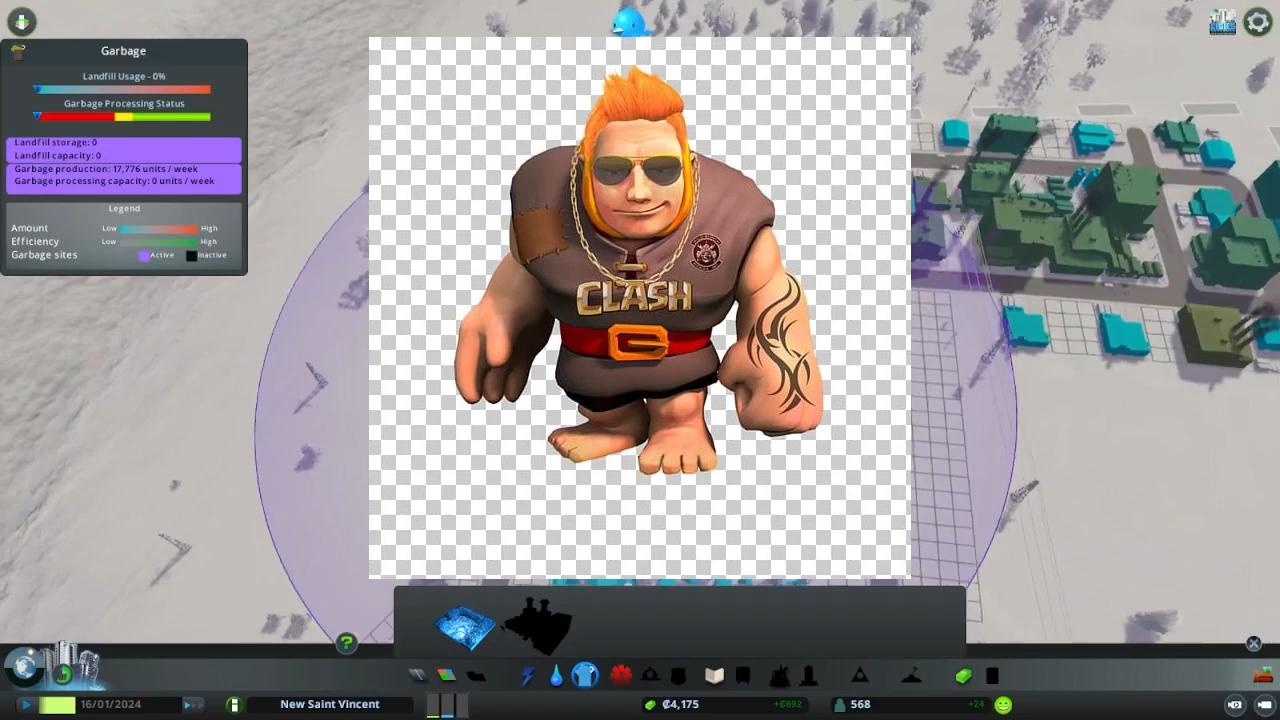 Garbage
Landfill Usage - 0%
Garbage Processing Status
Landfill storage: 0
Landfill capacity: 0
Garbage production: 17,776 units / week
Garbage processing capacity: 0 units / week
Legend
Amount Low High
Efficiency Low High
Garbage sites Active Inactive
CLASH
?
16/01/2024 New Saint Vincent ₡4,175 +₡892 568 +24